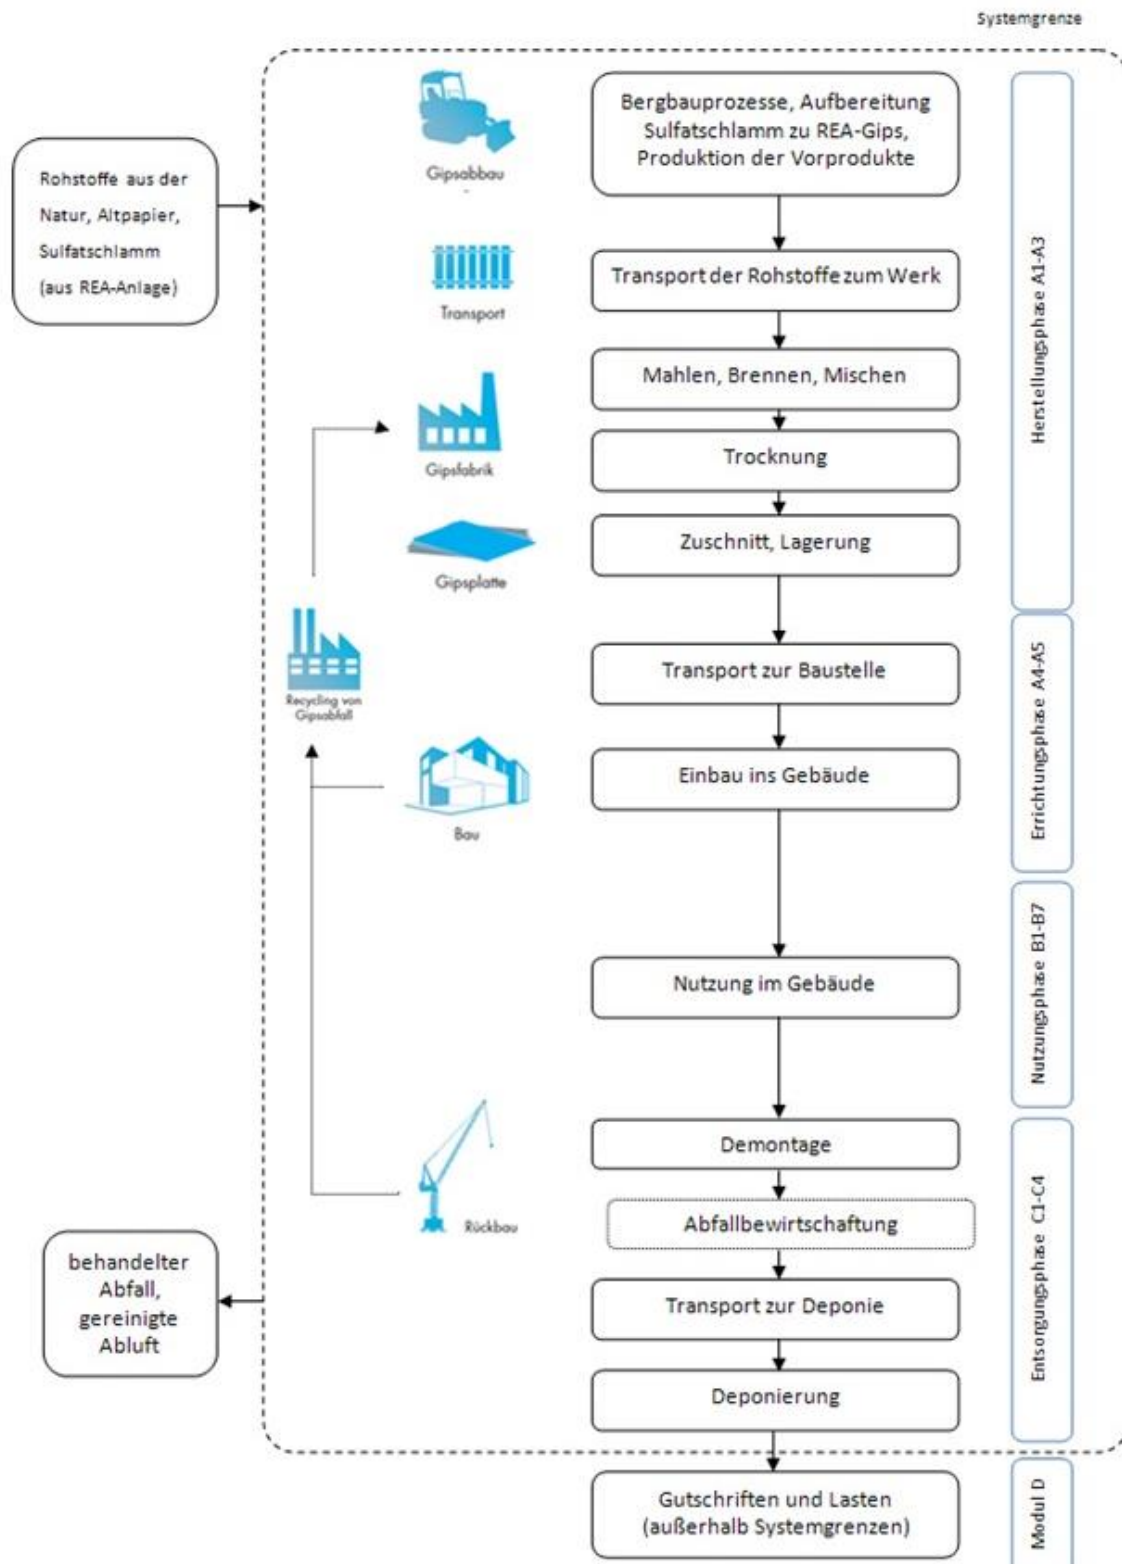 Systemgrenze
Rohstoffe aus der
Natur, Altpapier,
Sulfatschlamm
(aus REA-Anlage)
Gipsabbau
Bergbauprozesse, Aufbereitung
Sulfatschlamm zu REA-Gips,
Produktion der Vorprodukte
Transport
Transport der Rohstoffe zum Werk
Mahlen, Brennen, Mischen
Gipsfabrik
Trocknung
Gipsplatte
Zuschnitt, Lagerung
Herstellungsphase A1-A3
Recycling von
Gipsabfall
Transport zur Baustelle
Bau
Einbau ins Gebäude
Errichtungsphase A4-A5
Nutzung im Gebäude
Nutzungsphase B1-B7
Rückbau
Demontage
Abfallbewirtschaftung
Transport zur Deponie
Deponierung
Entsorgungsphase C1-C4
behandelter
Abfall,
gereinigte
Abluft
Gutschriften und Lasten
(außerhalb Systemgrenzen)
Modul D